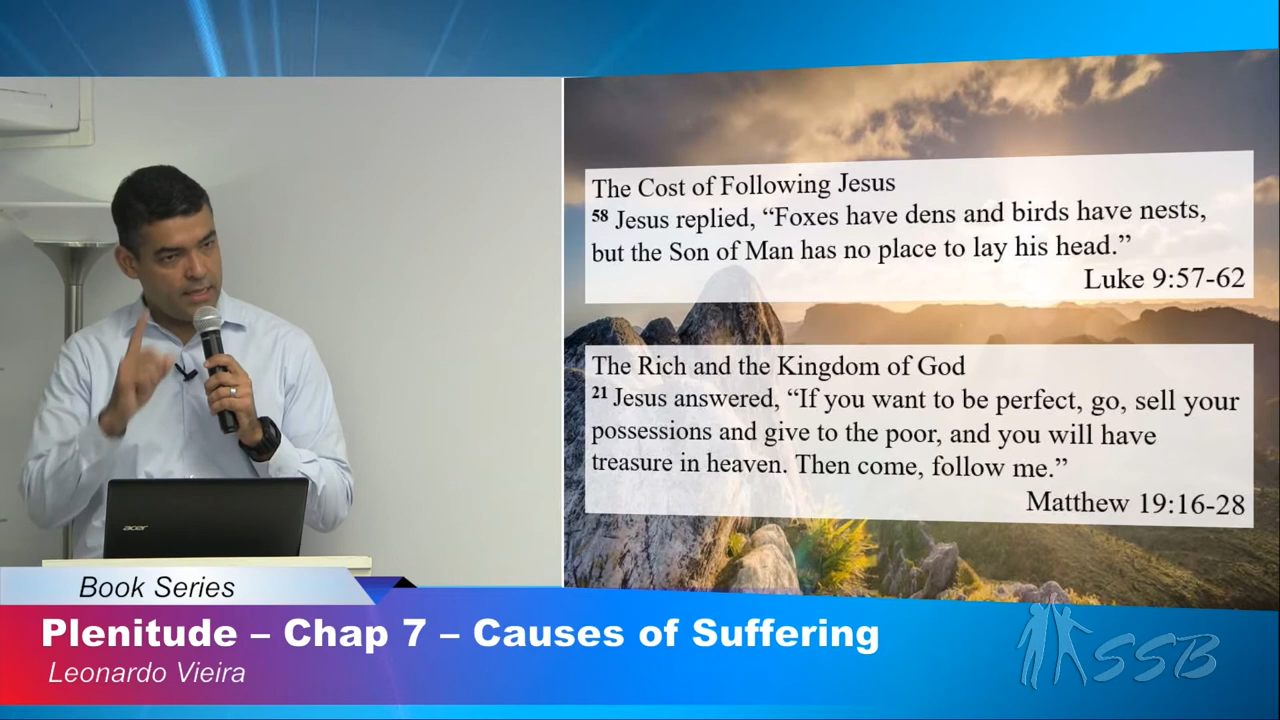 The Cost of Following Jesus
58 Jesus replied, “Foxes have dens and birds have nests,
but the Son of Man has no place to lay his head.”
Luke 9:57-62
The Rich and the Kingdom of God
21 Jesus answered, “If you want to be perfect, go, sell your
possessions and give to the poor, and you will have
treasure in heaven. Then come, follow me.”
Matthew 19:16-28
acer
Book Series
Plenitude – Chap 7 – Causes of Suffering
Leonardo Vieira
SSB